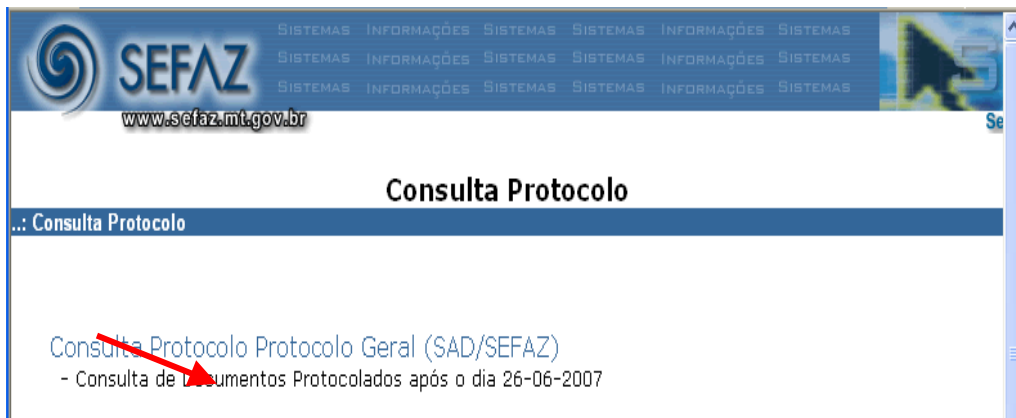 SISTEMAS INFORMAÇÕES SISTEMAS SISTEMAS INFORMAÇÕES SISTEMAS
SISTEMAS INFORMAÇÕES SISTEMAS SISTEMAS INFORMAÇÕES SISTEMAS
SISTEMAS INFORMAÇÕES SISTEMAS SISTEMAS INFORMAÇÕES SISTEMAS
SEFAZ
www.sefaz.mt.gov.br
Se
Consulta Protocolo
..: Consulta Protocolo
Consulta Protocolo Protocolo Geral (SAD/SEFAZ)
- Consulta de Documentos Protocolados após o dia 26-06-2007